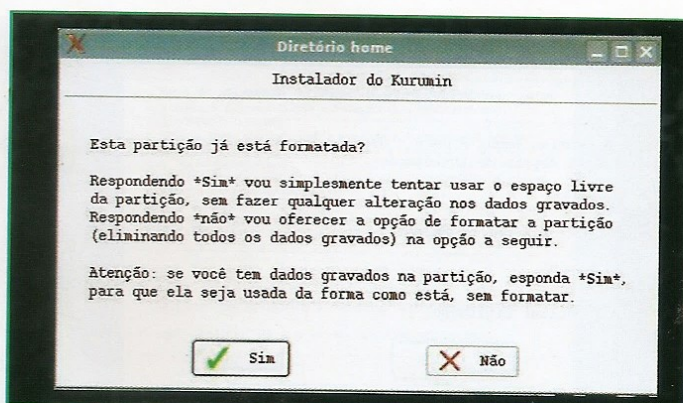 Diretório home
Instalador do Kurumin
Esta partição já está formatada?
Respondendo *Sim* vou simplesmente tentar usar o espaço livre
da partição, sem fazer qualquer alteração nos dados gravados.
Respondendo *não* vou oferecer a opção de formatar a partição
(eliminando todos os dados gravados) na opção a seguir.
Atenção: se você tem dados gravados na partição, esponda *Sim*,
para que ela seja usada da forma como está, sem formatar.
Sim
Não